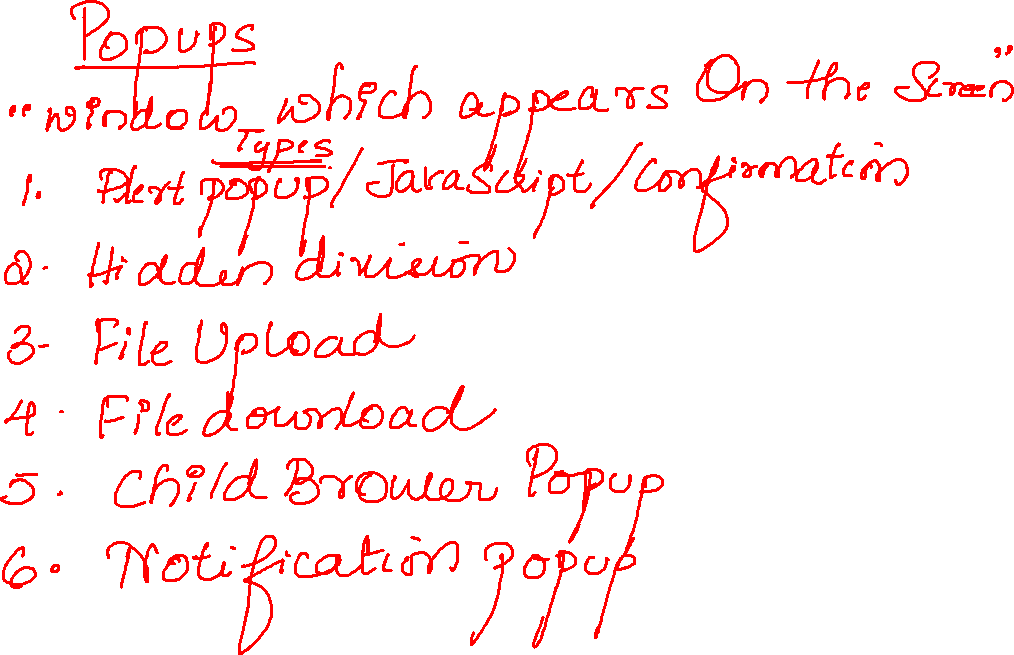 Popups
"window which appears On the Screen"
Types
1. Alert popup/JavaScript/confirmation
2. Hidden division
3- File Upload
4. File download
5. Child Browser Popup
6. Notification popup